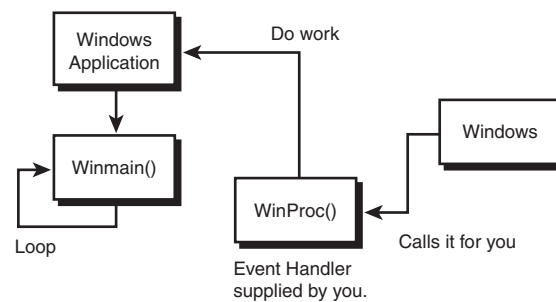 Windows
Application
Do work
Winmain()
Windows
WinProc()
Loop
Calls it for you
Event Handler
supplied by you.